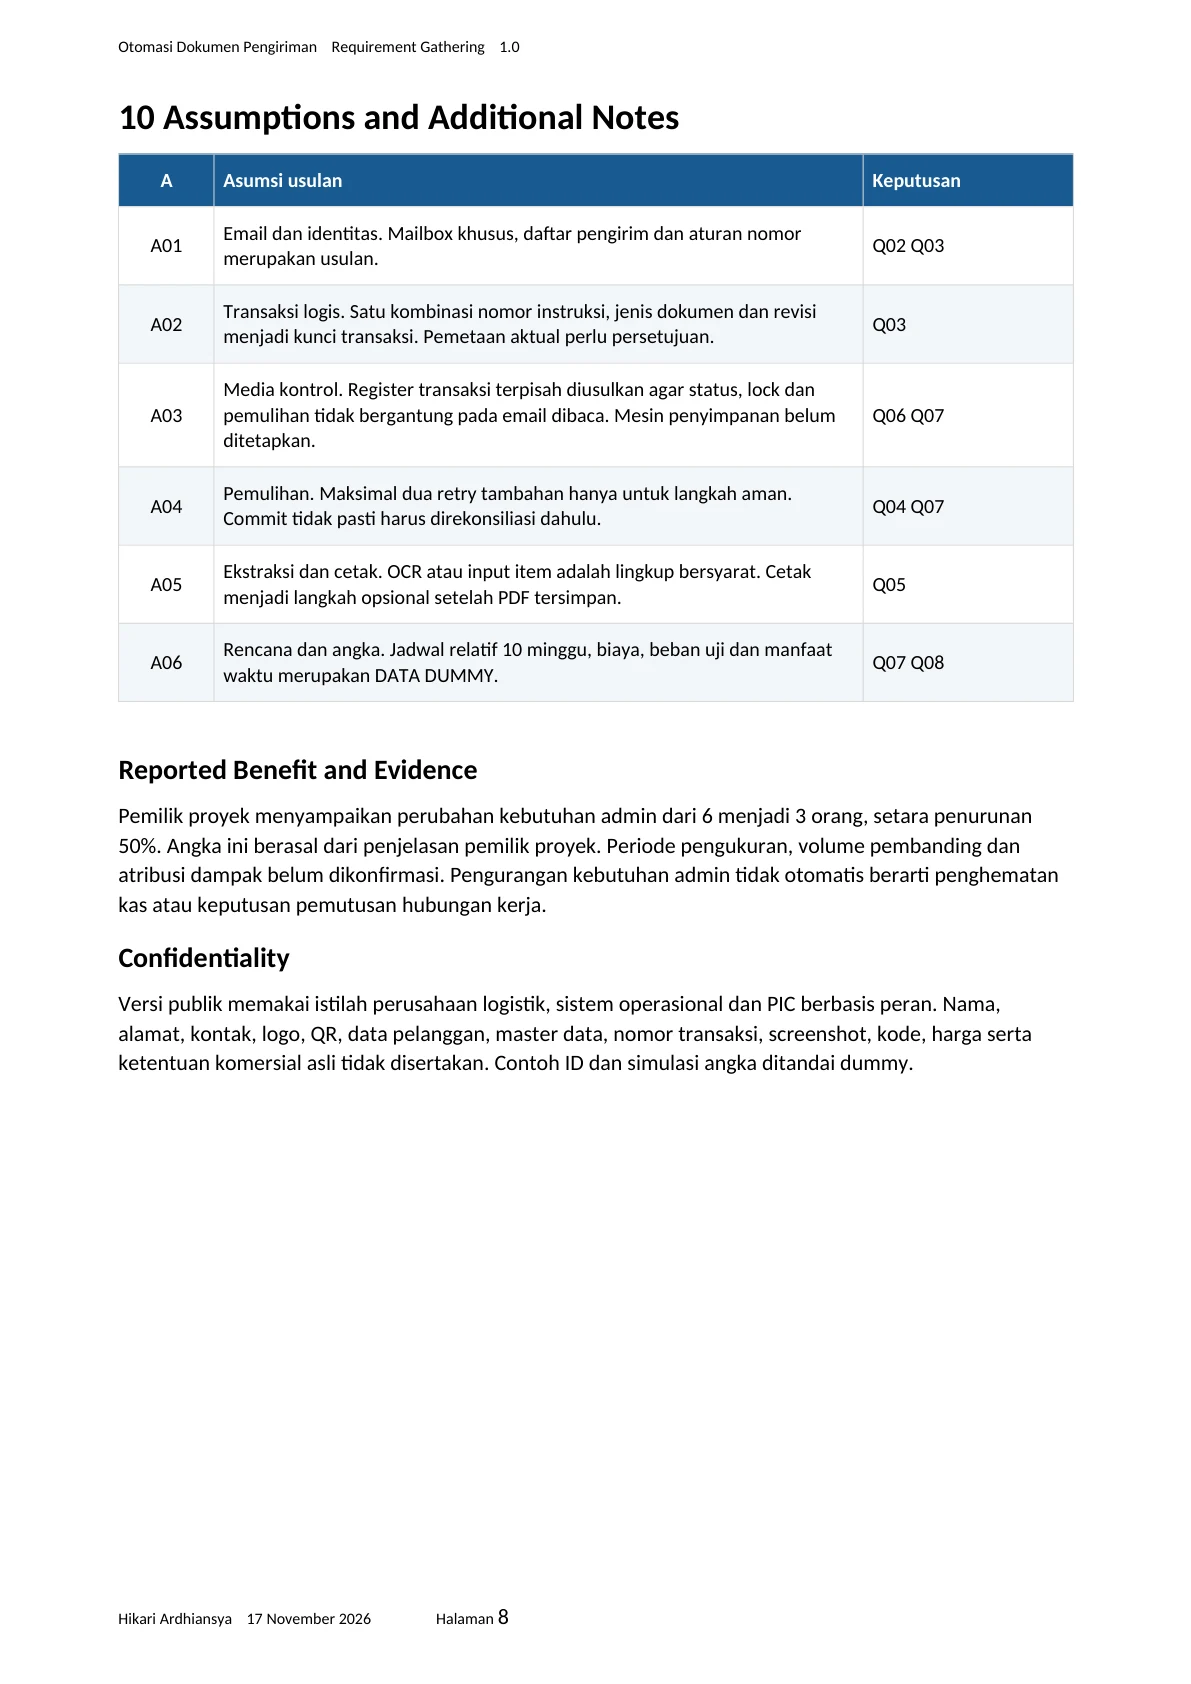 Otomasi Dokumen Pengiriman Requirement Gathering 1.0
10 Assumptions and Additional Notes
A Asumsi usulan Keputusan
A01 Email dan identitas. Mailbox khusus, daftar pengirim dan aturan nomor
merupakan usulan. Q02 Q03
A02 Transaksi logis. Satu kombinasi nomor instruksi, jenis dokumen dan revisi
menjadi kunci transaksi. Pemetaan aktual perlu persetujuan. Q03
A03 Media kontrol. Register transaksi terpisah diusulkan agar status, lock dan
pemulihan tidak bergantung pada email dibaca. Mesin penyimpanan belum
ditetapkan. Q06 Q07
A04 Pemulihan. Maksimal dua retry tambahan hanya untuk langkah aman.
Commit tidak pasti harus direkonsiliasi dahulu. Q04 Q07
A05 Ekstraksi dan cetak. OCR atau input item adalah lingkup bersyarat. Cetak
menjadi langkah opsional setelah PDF tersimpan. Q05
A06 Rencana dan angka. Jadwal relatif 10 minggu, biaya, beban uji dan manfaat
waktu merupakan DATA DUMMY. Q07 Q08
Reported Benefit and Evidence
Pemilik proyek menyampaikan perubahan kebutuhan admin dari 6 menjadi 3 orang, setara penurunan
50%. Angka ini berasal dari penjelasan pemilik proyek. Periode pengukuran, volume pembanding dan
atribusi dampak belum dikonfirmasi. Pengurangan kebutuhan admin tidak otomatis berarti penghematan
kas atau keputusan pemutusan hubungan kerja.
Confidentiality
Versi publik memakai istilah perusahaan logistik, sistem operasional dan PIC berbasis peran. Nama,
alamat, kontak, logo, QR, data pelanggan, master data, nomor transaksi, screenshot, kode, harga serta
ketentuan komersial asli tidak disertakan. Contoh ID dan simulasi angka ditandai dummy.
Hikari Ardhiansya 17 November 2026 Halaman 8